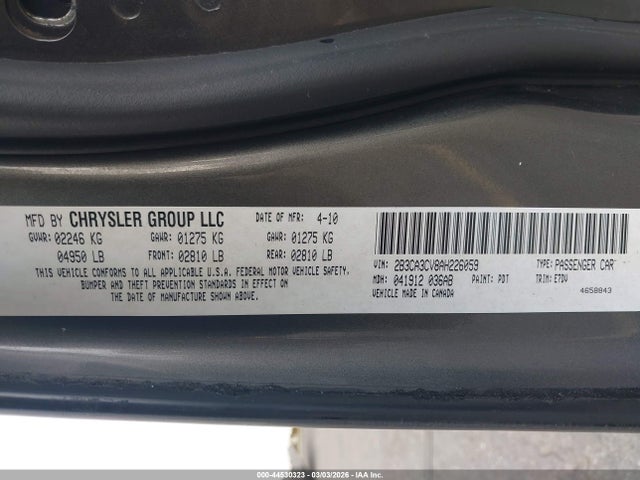 MFD BY CHRYSLER GROUP LLC DATE OF MFR: 4-10
GVWR: 02246 KG GAWR: 01275 KG GAWR: 01275 KG
04950 LB FRONT: 02810 LB REAR: 02810 LB
THIS VEHICLE CONFORMS TO ALL APPLICABLE U.S.A. FEDERAL MOTOR VEHICLE SAFETY,
BUMPER AND THEFT PREVENTION STANDARDS IN EFFECT ON
THE DATE OF MANUFACTURE SHOWN ABOVE.
VIN: 2B3CA3CV8AH226059 TYPE: PASSENGER CAR
MDH: 041912 036AB PAINT: PDT TRIM: ETDV
VEHICLE MADE IN CANADA 4658843
000-44530323 | 03/03/2026 | IAA Inc.